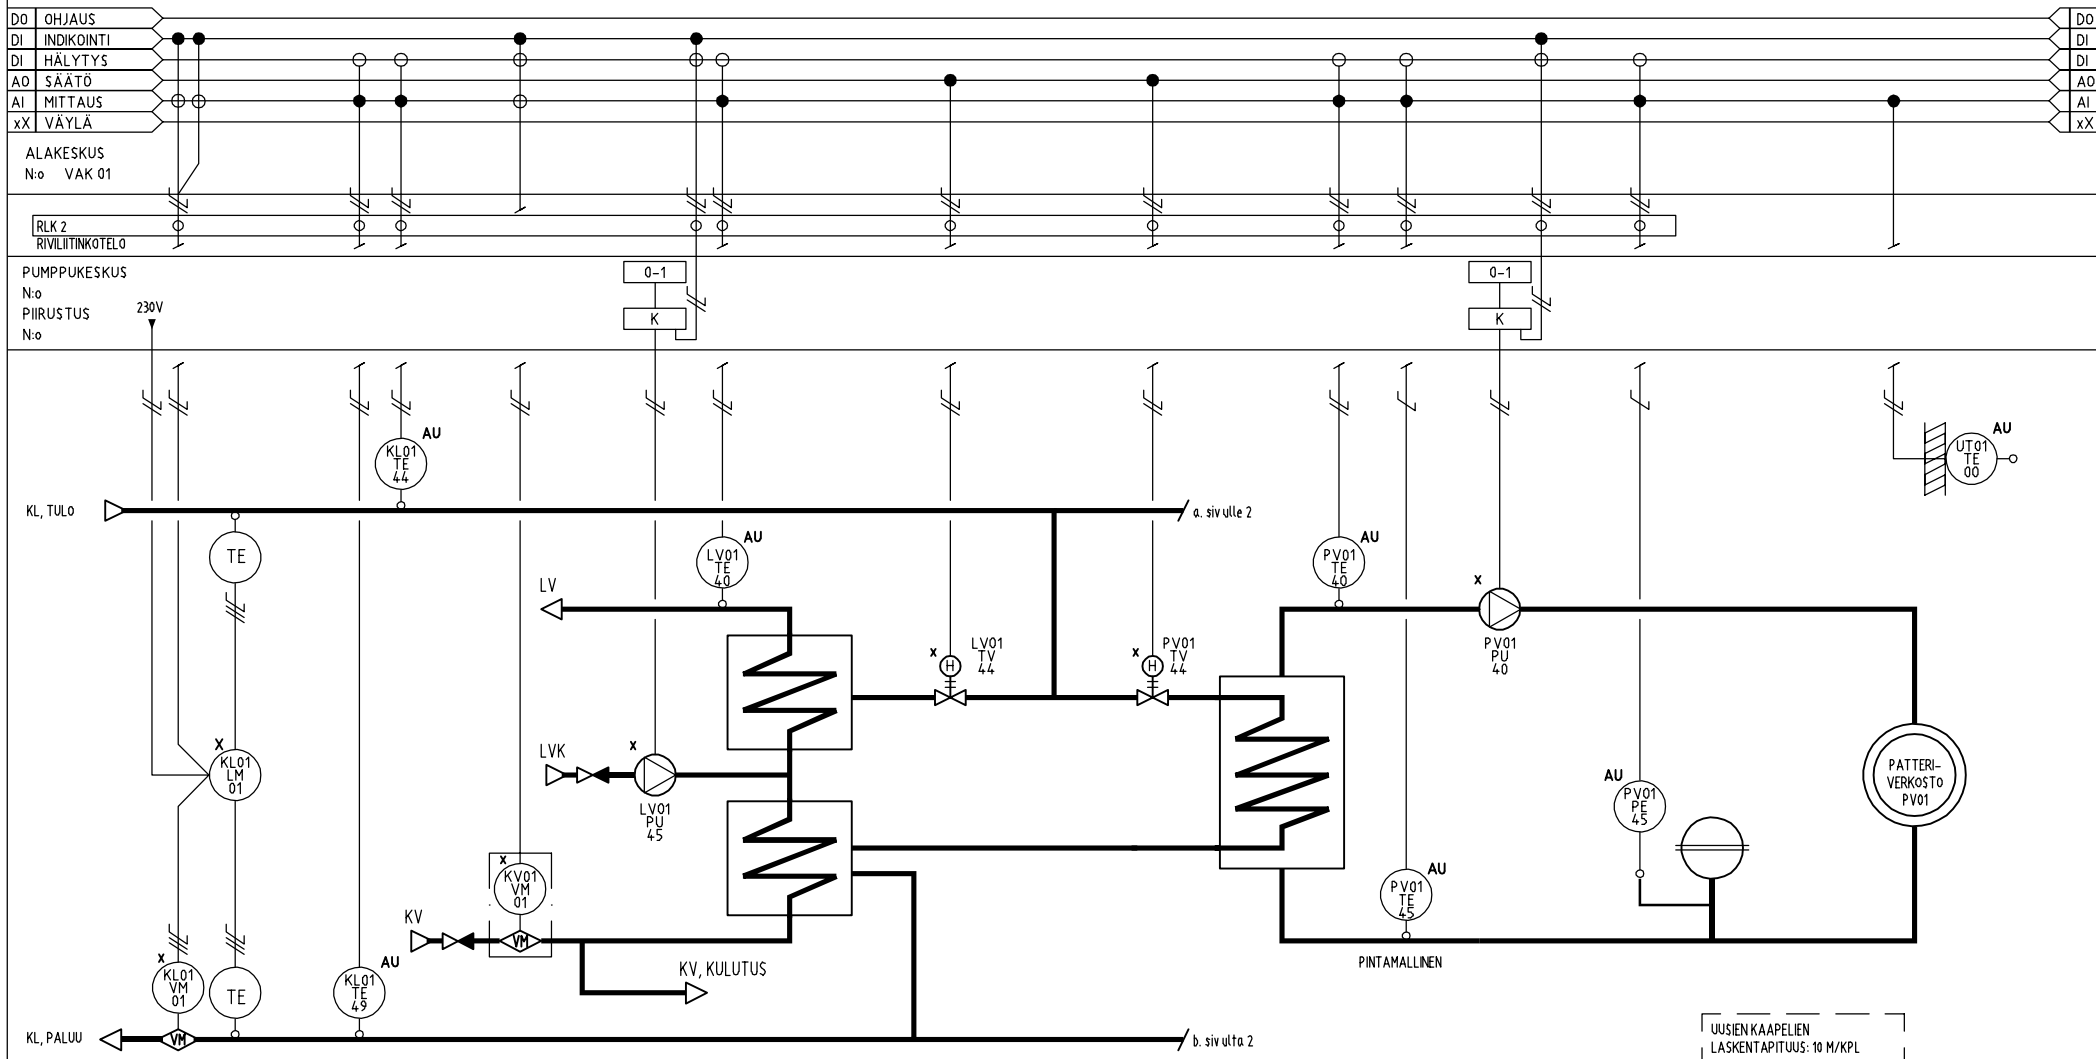 DO OHJAUS DO
DI INDIKOINTI DI
DI HÄLYTYS DI
AO SÄÄTÖ AO
AI MITTAUS AI
xX VÄYLÄ xX
ALAKESKUS
N:o VAK 01
RLK 2
RIVILIITINKOTELO
PUMPPUKESKUS
N:o
PIIRUSTUS
N:o
230V
0-1
K
0-1
K
AU
KL01
TE
44
AU
UT01
TE
00
KL, TULO
a. sivulle 2
TE
AU
LV01
TE
40
AU
PV01
TE
40
LV
x
PV01
PU
40
x
H
LV01
TV
44
x
H
PV01
TV
44
X
KL01
LM
01
LVK
x
LV01
PU
45
AU
PV01
PE
45
PATTERI-
VERKOSTO
PV01
x
KV01
VM
01
AU
PV01
TE
45
KV
VM
KV, KULUTUS
PINTAMALLINEN
x
KL01
VM
01
TE
AU
KL01
TE
49
KL, PALUU
VM
b. sivulta 2
UUSIEN KAAPELIEN
LASKENTAPITUUS: 10 M/KPL